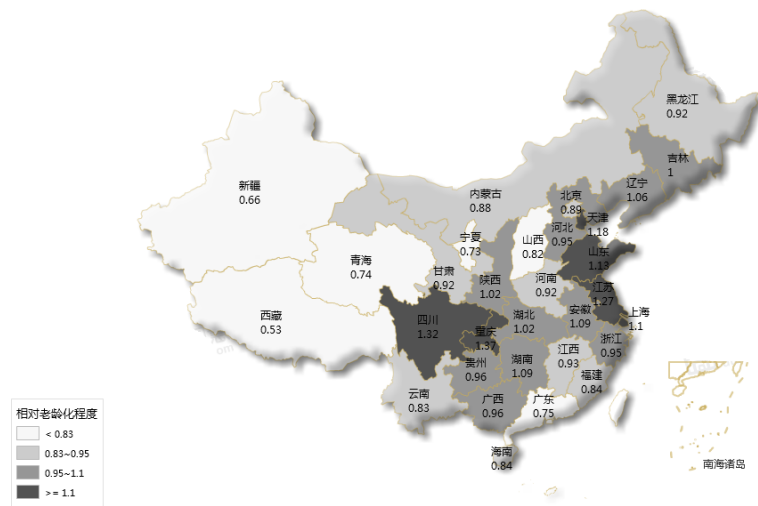 黑龙江
0.92
吉林
1
新疆
0.66
内蒙古
0.88
辽宁
1.06
北京
0.89
天津
1.18
河北
0.95
宁夏
0.73
山西
0.82
山东
1.13
青海
0.74
甘肃
0.92
陕西
1.02
河南
0.92
江苏
1.27
西藏
0.53
四川
1.32
重庆
1.37
湖北
1.02
安徽
1.09
上海
1.1
浙江
0.95
贵州
0.96
湖南
1.09
江西
0.93
福建
0.84
云南
0.83
广西
0.96
广东
0.75
海南
0.84
南海诸岛
相对老龄化程度
< 0.83
0.83~0.95
0.95~1.1
>= 1.1